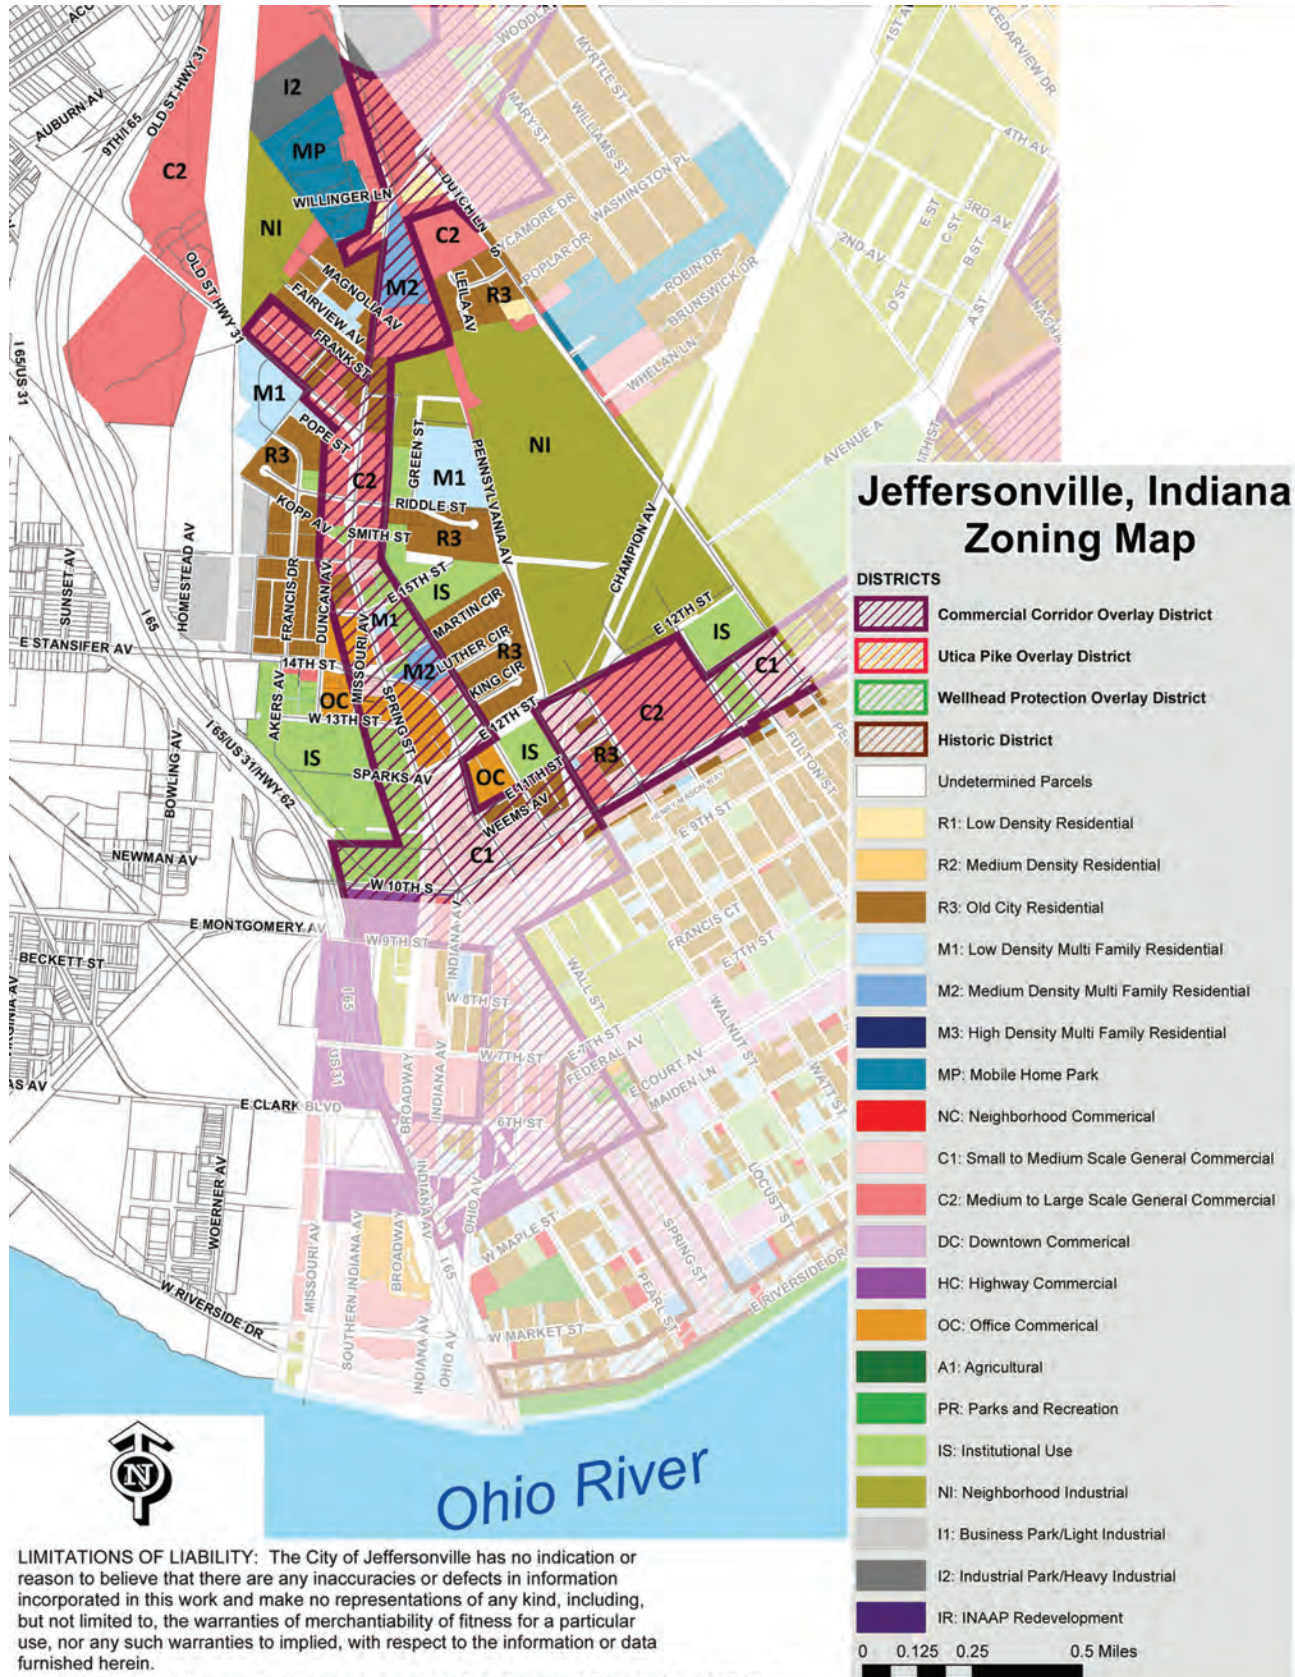 Jeffersonville, Indiana
Zoning Map
DISTRICTS
Commercial Corridor Overlay District
Utica Pike Overlay District
Wellhead Protection Overlay District
Historic District
Undetermined Parcels
R1: Low Density Residential
R2: Medium Density Residential
R3: Old City Residential
M1: Low Density Multi Family Residential
M2: Medium Density Multi Family Residential
M3: High Density Multi Family Residential
MP: Mobile Home Park
NC: Neighborhood Commerical
C1: Small to Medium Scale General Commercial
C2: Medium to Large Scale General Commercial
DC: Downtown Commerical
HC: Highway Commercial
OC: Office Commerical
A1: Agricultural
PR: Parks and Recreation
IS: Institutional Use
NI: Neighborhood Industrial
I1: Business Park/Light Industrial
I2: Industrial Park/Heavy Industrial
IR: INAAP Redevelopment
0 0.125 0.25 0.5 Miles
AUBURN AV
9TH/I 65
OLD ST HWY 31
I2
MP
C2
WILLINGER LN
NI
DUTCH LN
C2
M2
R3
LEILA AV
MAGNOLIA AV
FAIRVIEW AV
FRANK ST
OLD ST HWY 31
I 65/US 31
M1
POPE ST
R3
KOPP AV
C2
GREEN ST
M1
RIDDLE ST
PENNSYLVANIA AV
NI
SMITH ST
R3
CHAMPION AV
HOMESTEAD AV
SUNSET AV
I 65
FRANCIS DR
DUNCAN AV
E 15TH ST
IS
MARTIN CIR
M1
MISSOURI AV
M2
LUTHER CIR
R3
KING CIR
E 12TH ST
IS
C1
E STANSIFER AV
14TH ST
OC
W 13TH ST
AKERS AV
SPRING ST
E 12TH ST
C2
R3
IS
IS
SPARKS AV
OC
E 11TH ST
WEEMS AV
C1
I 65/US 31/HWY 62
BOWLING AV
NEWMAN AV
W 10TH S
E MONTGOMERY AV
BECKETT ST
E CLARK BLVD
WOERNER AV
W RIVERSIDE DR
WOODLA
MYRTLE ST
MARY ST
WILLIAMS ST
WASHINGTON PL
SYCAMORE DR
POPLAR DR
ROBIN DR
BRUNSWICK DR
WHELAN LN
1ST AV
CEDARVIEW DR
4TH AV
3RD AV
2ND AV
E ST
C ST
B ST
D ST
A ST
AVENUE A
FULTON ST
HENRY MASON WAY
E 9TH ST
FRANCIS CT
E 7TH ST
WALL ST
WALNUT ST
E 7TH ST
FEDERAL AV
E COURT AV
MAIDEN LN
WATT ST
LOCUST ST
W 9TH ST
INDIANA AV
W 8TH ST
I 65
US 31
W 7TH ST
BROADWAY
INDIANA AV
6TH ST
INDIANA AV
OHIO AV
W MAPLE ST
SPRING ST
PEARL ST
E RIVERSIDE DR
MISSOURI AV
SOUTHERN INDIANA AV
BROADWAY
I 65
W MARKET ST
INDIANA AV
OHIO AV
N
Ohio River
LIMITATIONS OF LIABILITY: The City of Jeffersonville has no indication or
reason to believe that there are any inaccuracies or defects in information
incorporated in this work and make no representations of any kind, including,
but not limited to, the warranties of merchantiability of fitness for a particular
use, nor any such warranties to implied, with respect to the information or data
furnished herein.